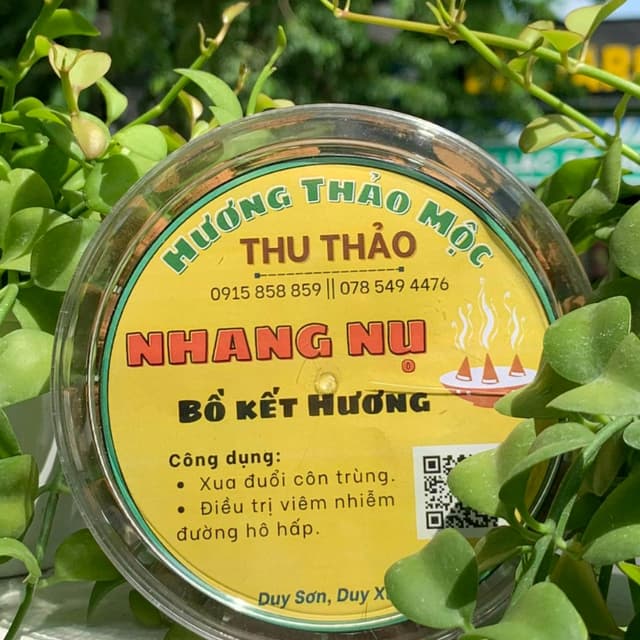 HƯƠNG THẢO MỘC
THU THẢO
0915 858 859 || 078 549 4476
NHANG NỤ
BỒ KẾT HƯƠNG
Công dụng:
• Xua đuổi côn trùng.
• Điều trị viêm nhiễm
đường hô hấp.
Duy Sơn, Duy X